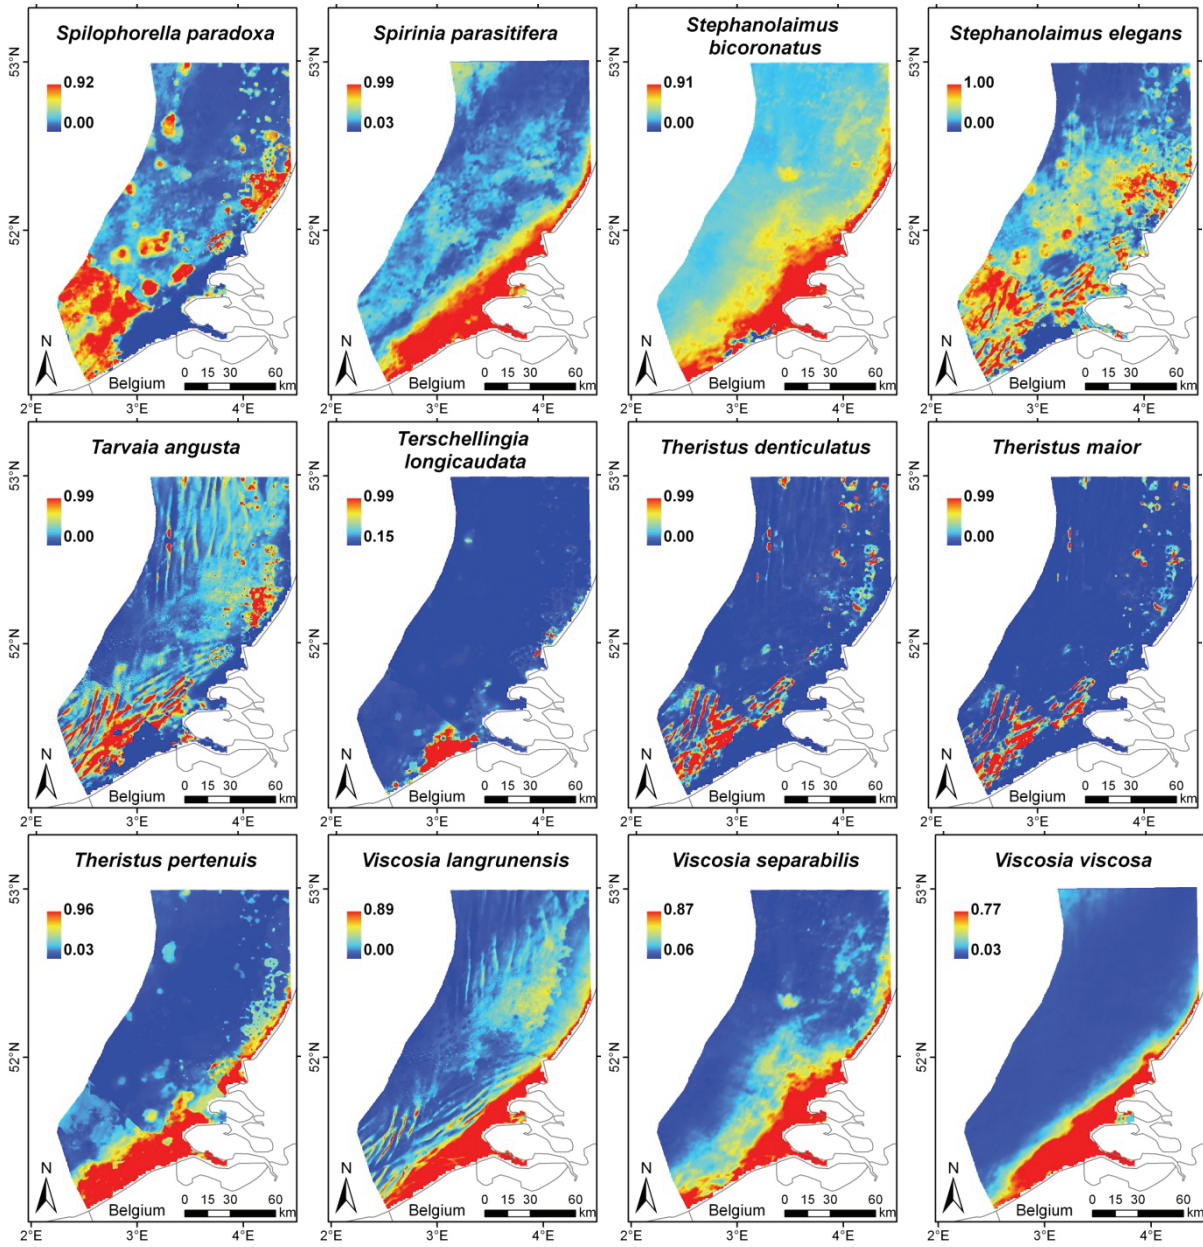 Spilophorella paradoxa
0.92
0.00
53°N
52°N
N
Belgium
0 15 30 60
km
2° 3° 4°
E
Spirinia parasitifera
0.99
0.03
N
Belgium
0 15 30 60
km
2° 3° 4°
E
Stephanolaimus
bicoronatus
0.91
0.00
53°N
52°N
N
Belgium
0 15 30 60
km
2° 3° 4°
E
Stephanolaimus elegans
1.00
0.00
53°N
52°N
N
Belgium
0 15 30 60
km
2° 3° 4°
E
Tarvaia angusta
0.99
0.00
53°N
52°N
N
Belgium
0 15 30 60
km
2° 3° 4°
E
Terschellingia
longicaudata
0.99
0.15
53°N
52°N
N
Belgium
0 15 30 60
km
2° 3° 4°
E
Theristus denticulatus
0.99
0.00
53°N
52°N
N
Belgium
0 15 30 60
km
2° 3° 4°
E
Theristus maior
0.99
0.00
53°N
52°N
N
Belgium
0 15 30 60
km
2° 3° 4°
E
Theristus pertenuis
0.96
0.03
53°N
52°N
N
Belgium
0 15 30 60
km
2° 3° 4°
E
Viscosia langrunensis
0.89
0.00
53°N
52°N
N
Belgium
0 15 30 60
km
2° 3° 4°
E
Viscosia separabilis
0.87
0.06
53°N
52°N
N
Belgium
0 15 30 60
km
2° 3° 4°
E
Viscosia viscosa
0.77
0.03
53°N
52°N
N
Belgium
0 15 30 60
km
2° 3° 4°
E